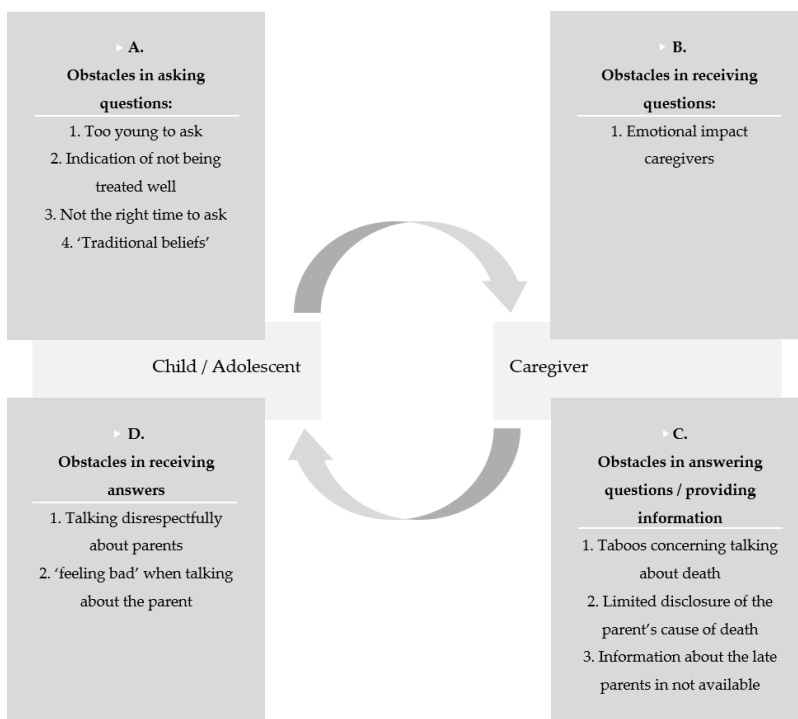 A.
Obstacles in asking
questions:
1. Too young to ask
2. Indication of not being
treated well
3. Not the right time to ask
4. ‘Traditional beliefs’
B.
Obstacles in receiving
questions:
1. Emotional impact
caregivers
Child / Adolescent
Caregiver
D.
Obstacles in receiving
answers
1. Talking disrespectfully
about parents
2. ‘feeling bad’ when talking
about the parent
C.
Obstacles in answering
questions / providing
information
1. Taboos concerning talking
about death
2. Limited disclosure of the
parent’s cause of death
3. Information about the late
parents in not available